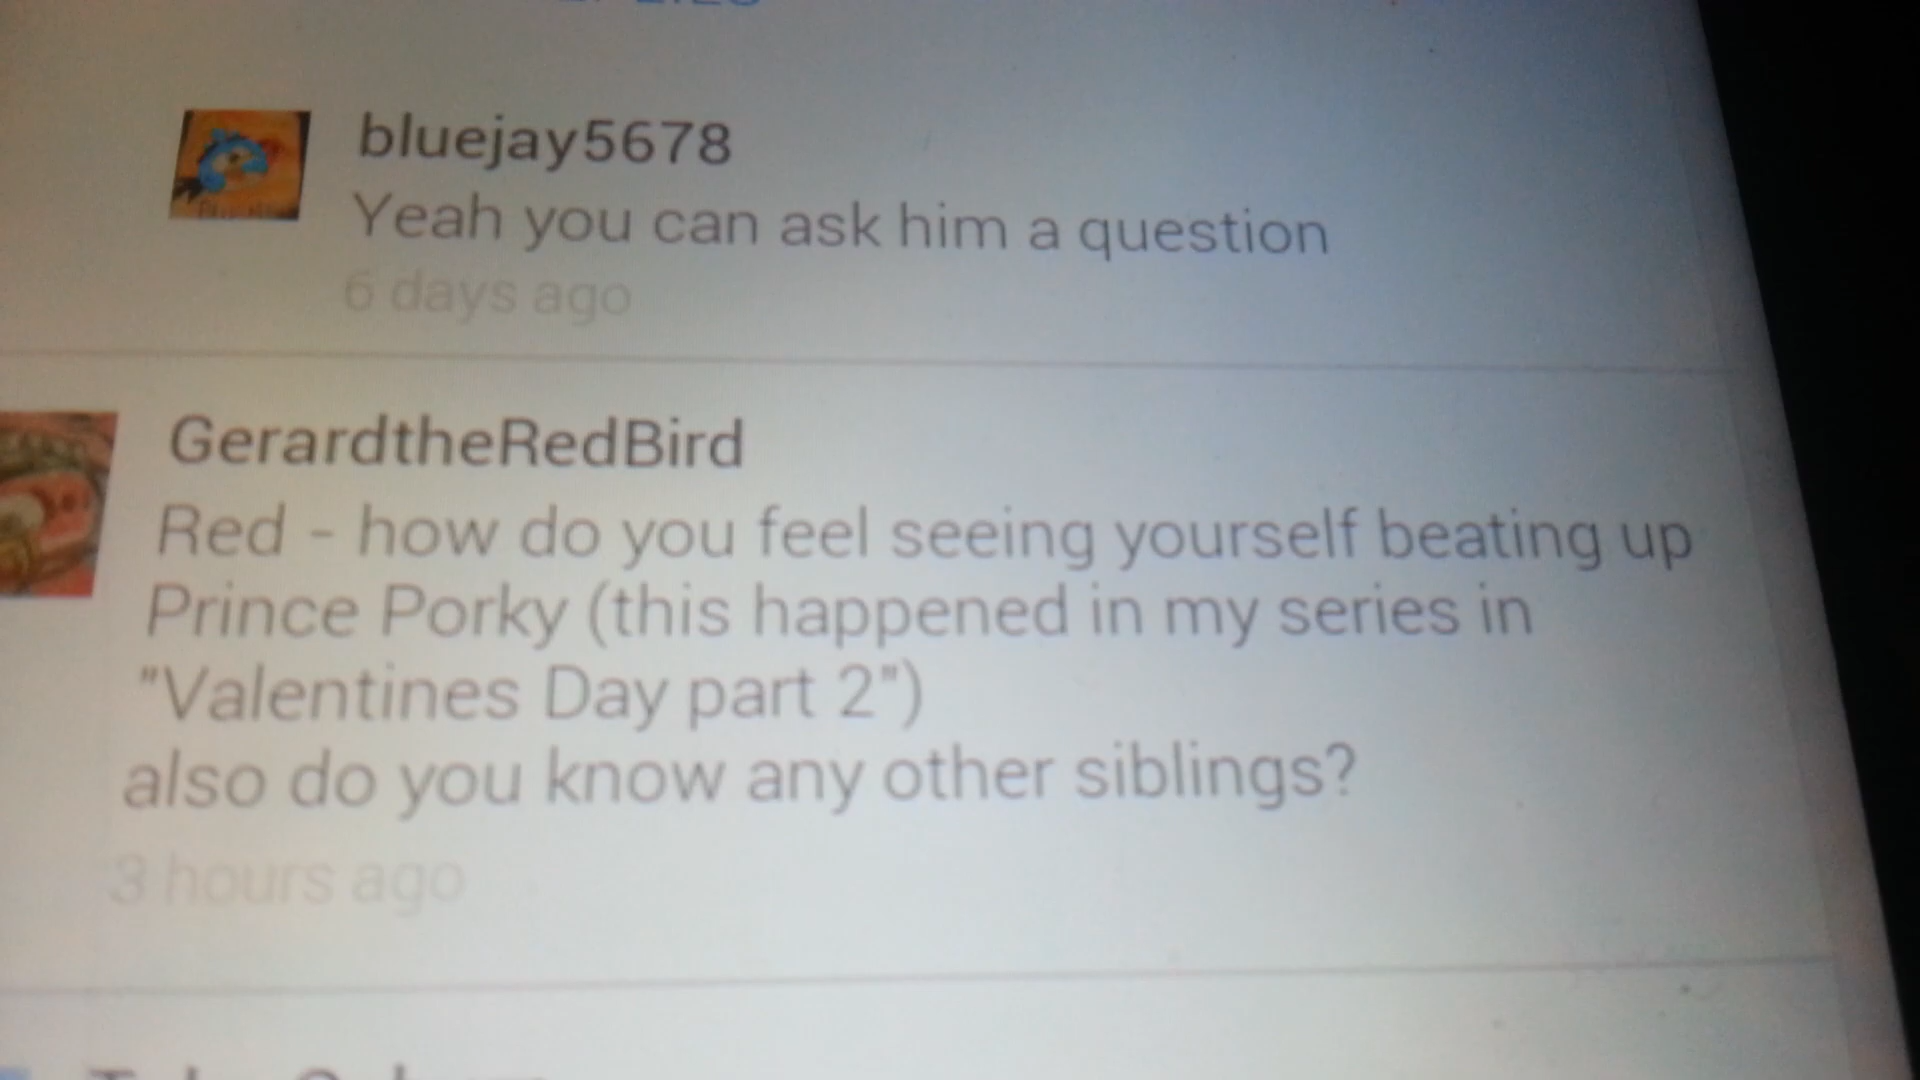 bluejay5678
Yeah you can ask him a question
6 days ago
GerardtheRedBird
Red - how do you feel seeing yourself beating up
Prince Porky (this happened in my series in
"Valentines Day part 2")
also do you know any other siblings?
3 hours ago